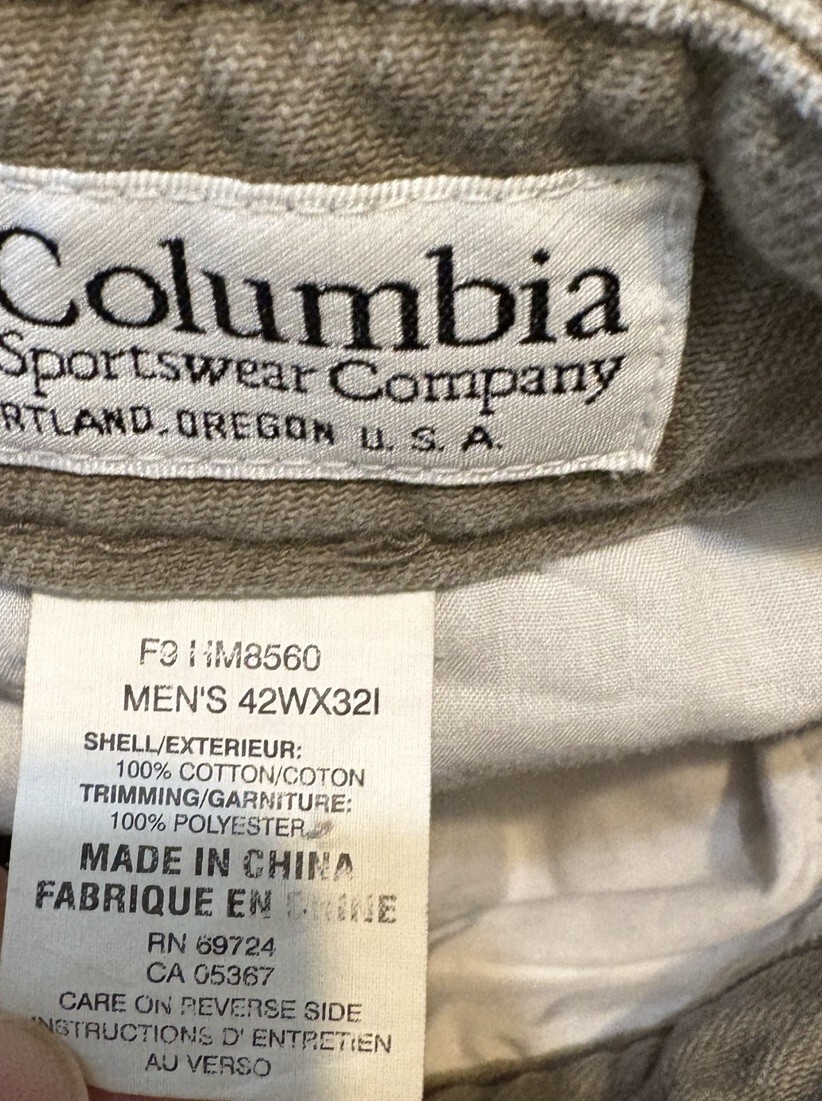 Columbia
Sportswear Company
RTLAND, OREGON U.S.A.
F9 HM8560
MEN'S 42WX32I
SHELL/EXTERIEUR:
100% COTTON/COTON
TRIMMING/GARNITURE:
100% POLYESTER
MADE IN CHINA
FABRIQUE EN CHINE
RN 69724
CA 05367
CARE ON REVERSE SIDE
INSTRUCTIONS D' ENTRETIEN
AU VERSO